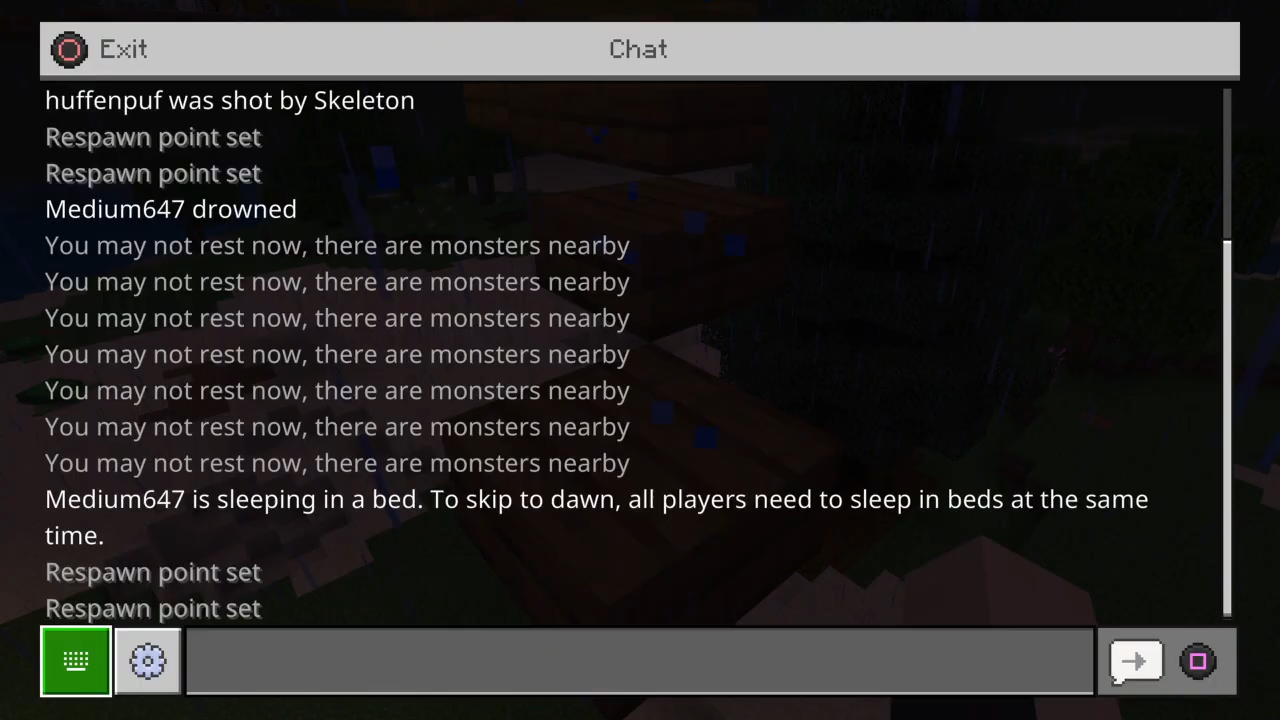 Exit
Chat
huffenpuf was shot by Skeleton
Respawn point set
Respawn point set
Medium647 drowned
You may not rest now, there are monsters nearby
You may not rest now, there are monsters nearby
You may not rest now, there are monsters nearby
You may not rest now, there are monsters nearby
You may not rest now, there are monsters nearby
You may not rest now, there are monsters nearby
You may not rest now, there are monsters nearby
Medium647 is sleeping in a bed. To skip to dawn, all players need to sleep in beds at the same
time.
Respawn point set
Respawn point set